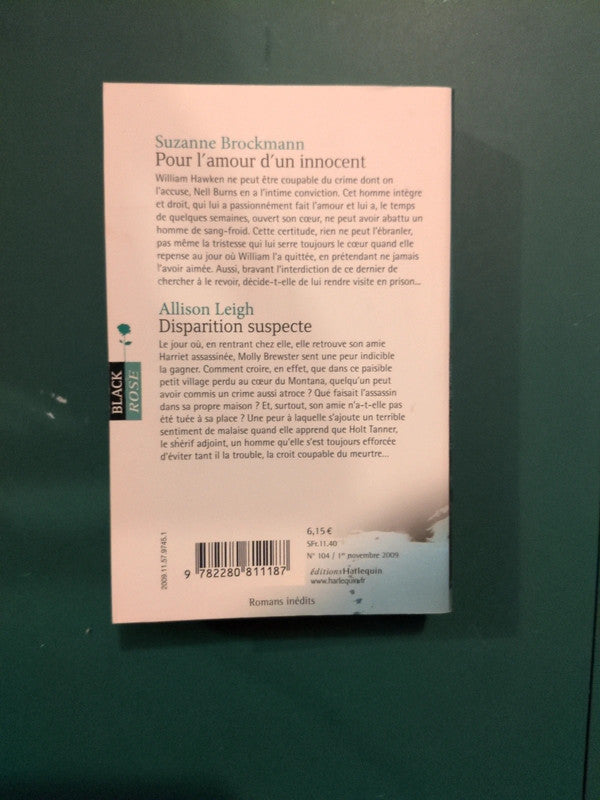 Suzanne Brockmann
Pour l'amour d'un innocent
William Hawken ne peut être coupable du crime dont on
l'accuse, Nell Burns en a l'intime conviction. Cet homme intègre
et droit, qui lui a passionnément fait l'amour et lui a, le temps
de quelques semaines, ouvert son cœur, ne peut avoir abattu un
homme de sang-froid. Cette certitude, rien ne peut l'ébranler,
pas même la tristesse qui lui serre toujours le cœur quand elle
repense au jour où William l'a quittée, en prétendant ne jamais
l'avoir aimée. Aussi, bravant l'interdiction de ce dernier de
chercher à le revoir, décide-t-elle de lui rendre visite en prison...
Allison Leigh
Disparition suspecte
Le jour où, en rentrant chez elle, elle retrouve son amie
Harriet assassinée, Molly Brewster sent une peur indicible
la gagner. Comment croire, en effet, que dans ce paisible
petit village perdu au cœur du Montana, quelqu'un peut
avoir commis un crime aussi atroce ? Que faisait l'assassin
dans sa propre maison ? Et, surtout, son amie n'a-t-elle pas
été tuée à sa place ? Une peur à laquelle s'ajoute un terrible
sentiment de malaise quand elle apprend que Holt Tanner,
le shérif adjoint, un homme qu'elle s'est toujours efforcée
d'éviter tant il la trouble, la croit coupable du meurtre...
BLACK
ROSE
2009.11.57.9745.1
9 782280 811187
6,15 €
SFr.11.40
N° 104 / 1er novembre 2009
éditions Harlequin
www.harlequin.fr
Romans inédits